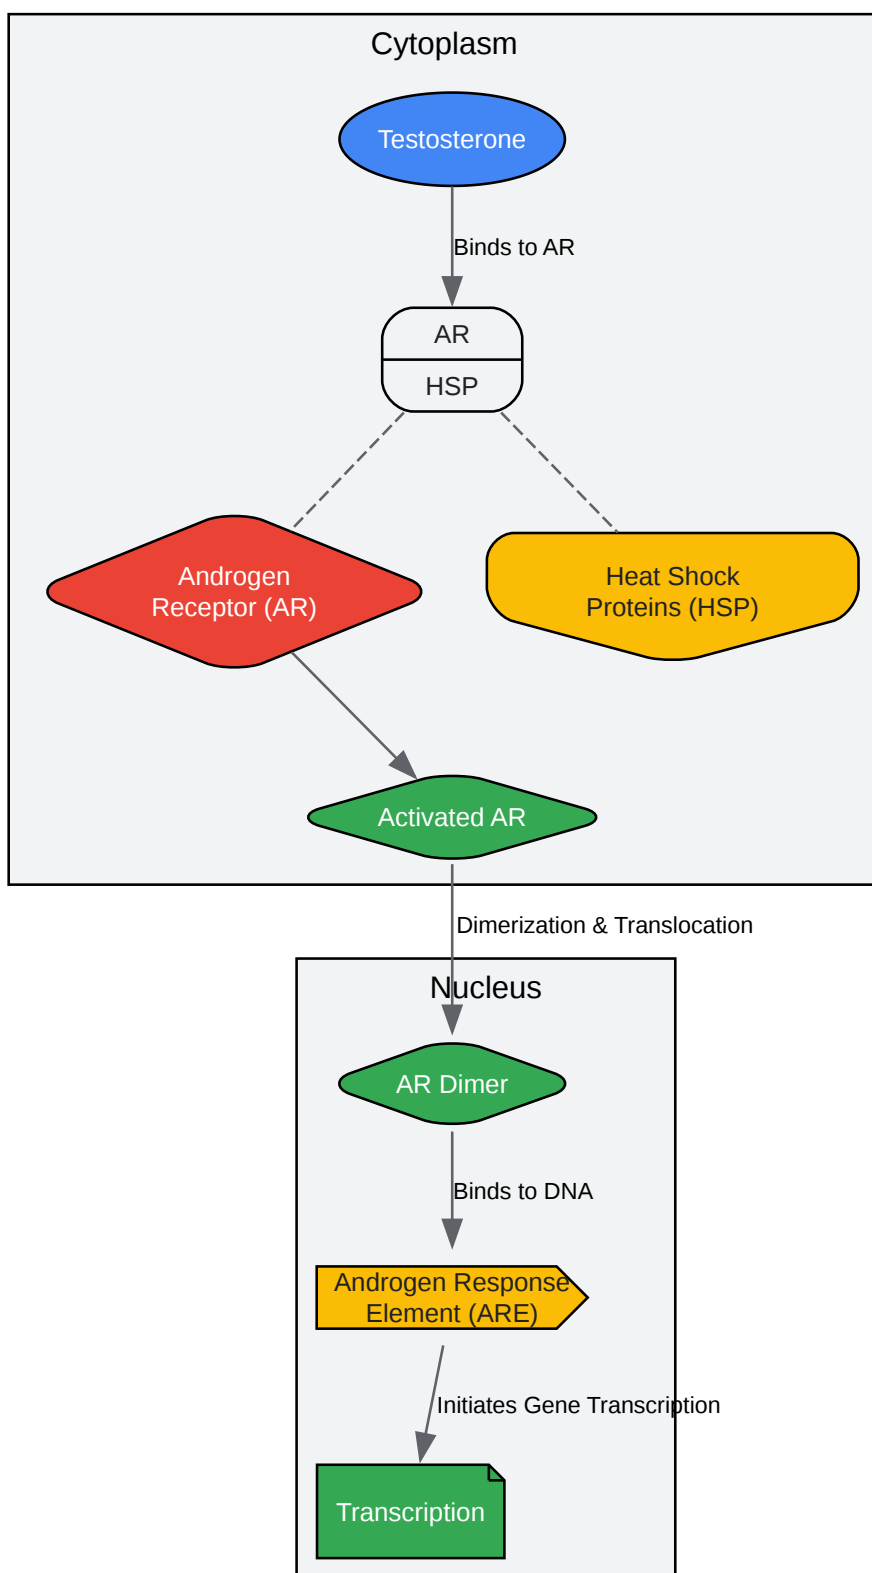 Cytoplasm
Testosterone
Binds to AR
AR
HSP
Androgen
Receptor (AR)
Heat Shock
Proteins (HSP)
Activated AR
Dimerization & Translocation
Nucleus
AR Dimer
Binds to DNA
Androgen Response
Element (ARE)
Initiates Gene Transcription
Transcription